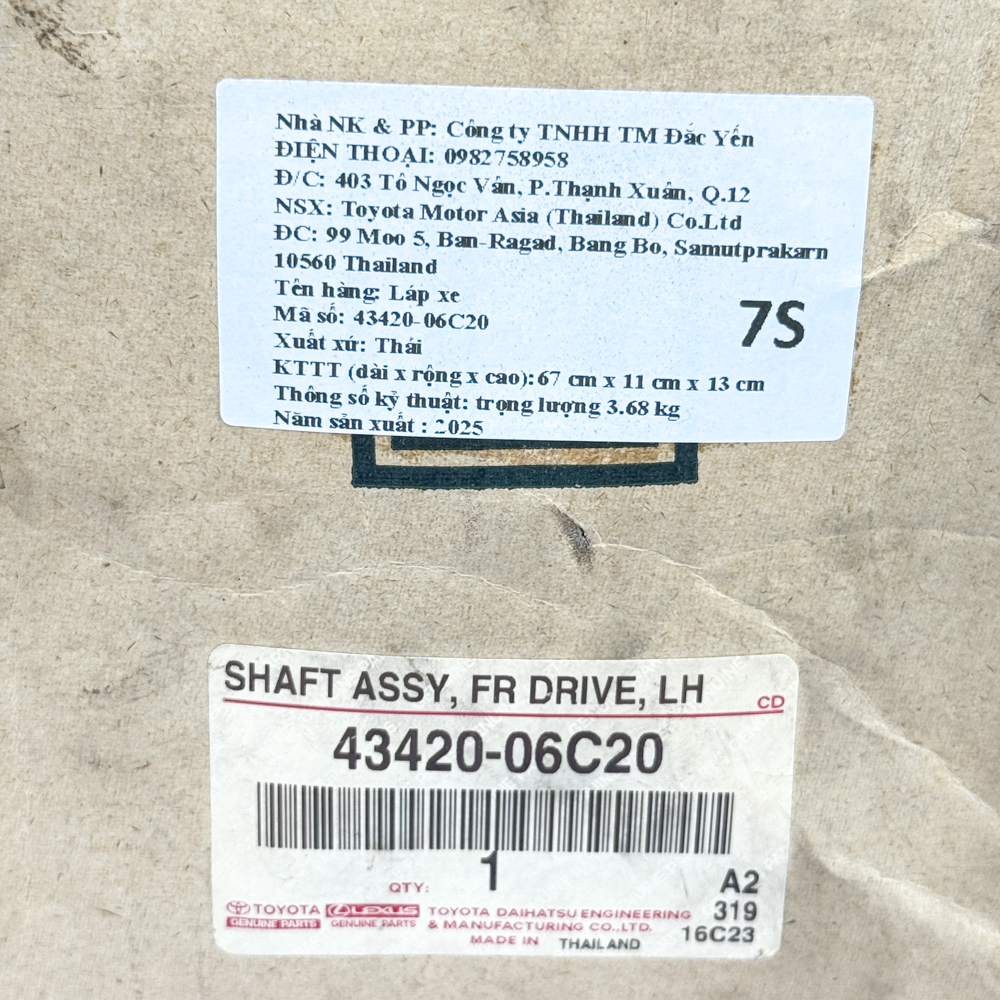 Nhà NK & PP: Công ty TNHH TM Đắc Yến
ĐIỆN THOẠI: 0982758958
Đ/C: 403 Tô Ngọc Vân, P.Thạnh Xuân, Q.12
NSX: Toyota Motor Asia (Thailand) Co.Ltd
ĐC: 99 Moo 5, Ban-Ragad, Bang Bo, Samutprakarn
10560 Thailand
Tên hàng: Láp xe
Mã số: 43420-06C20
7S
Xuất xứ: Thái
KTTT (dài x rộng x cao): 67 cm x 11 cm x 13 cm
Thông số kỹ thuật: trọng lượng 3.68 kg
Năm sản xuất : 2025
SHAFT ASSY, FR DRIVE, LH
CD
43420-06C20
QTY: 1
A2
TOYOTA LEXUS TOYOTA DAIHATSU ENGINEERING 319
GENUINE PARTS GENUINE PARTS & MANUFACTURING CO.,LTD. 16C23
MADE IN THAILAND